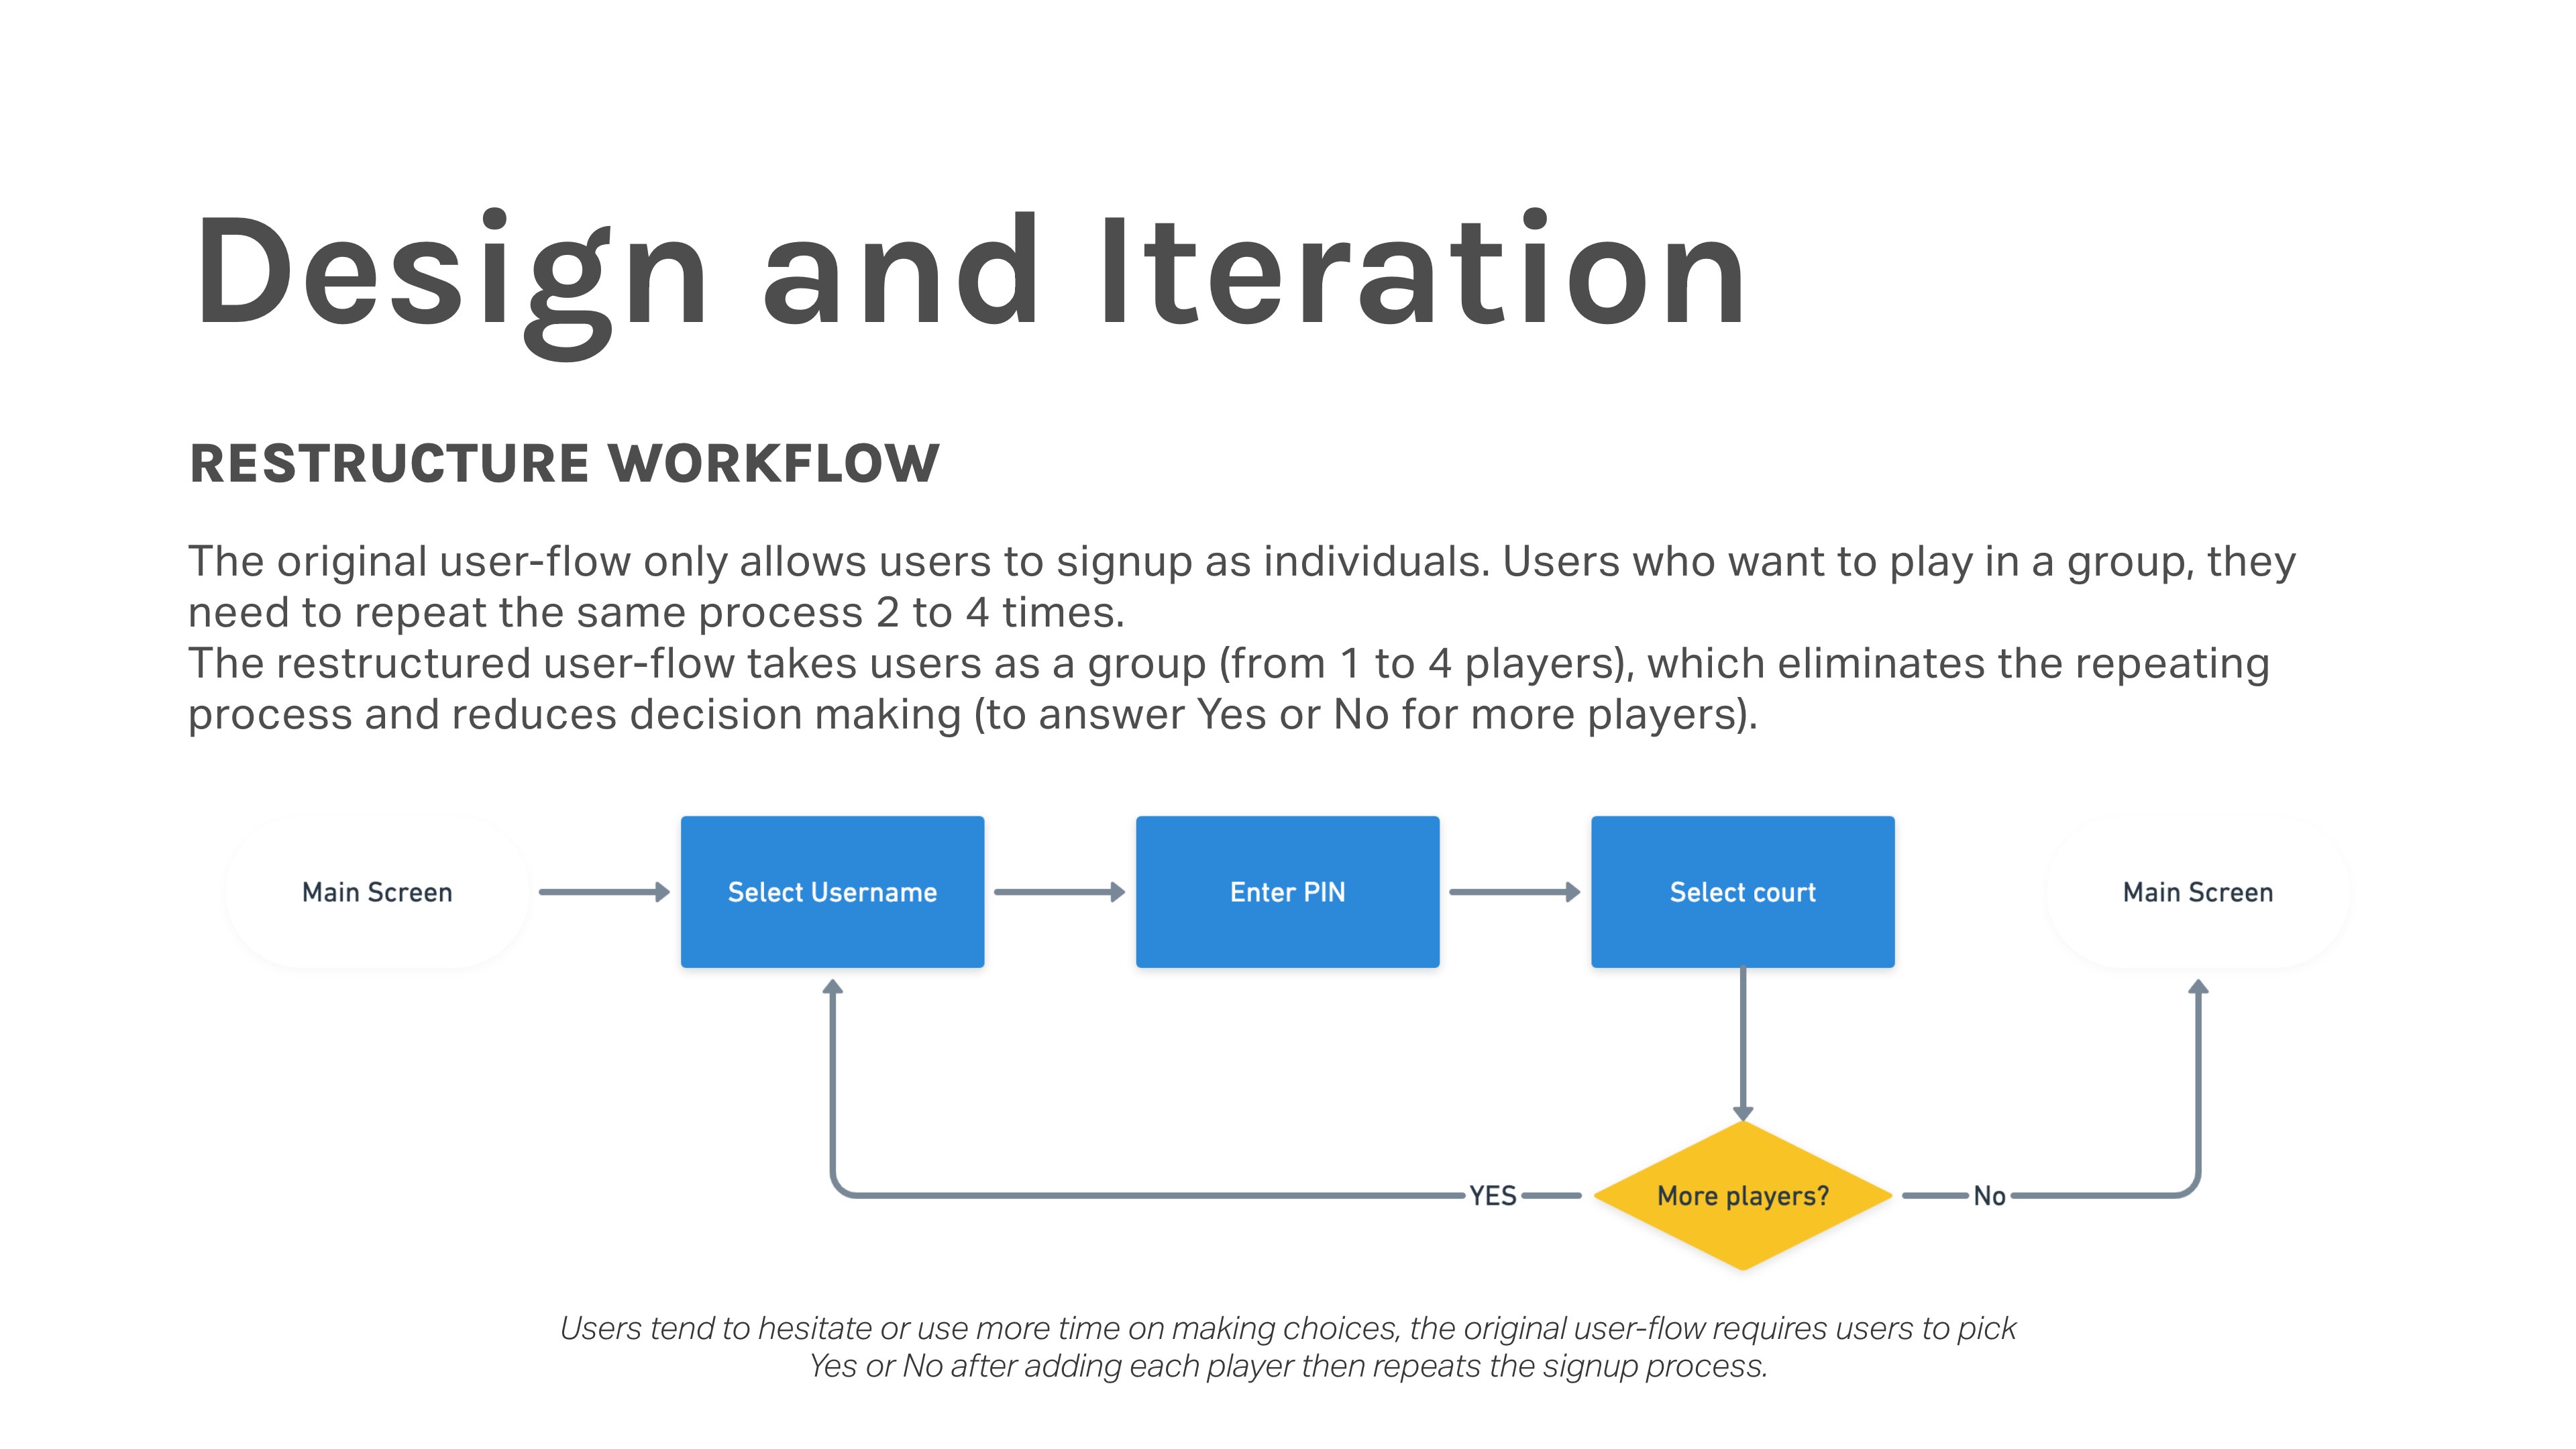 Design and Iteration
RESTRUCTURE WORKFLOW
The original user-flow only allows users to signup as individuals. Users who want to play in a group, they
need to repeat the same process 2 to 4 times.
The restructured user-flow takes users as a group (from 1 to 4 players), which eliminates the repeating
process and reduces decision making (to answer Yes or No for more players).
Main Screen
Select Username
Enter PIN
Select court
Main Screen
YES
More players?
No
Users tend to hesitate or use more time on making choices, the original user-flow requires users to pick
Yes or No after adding each player then repeats the signup process.